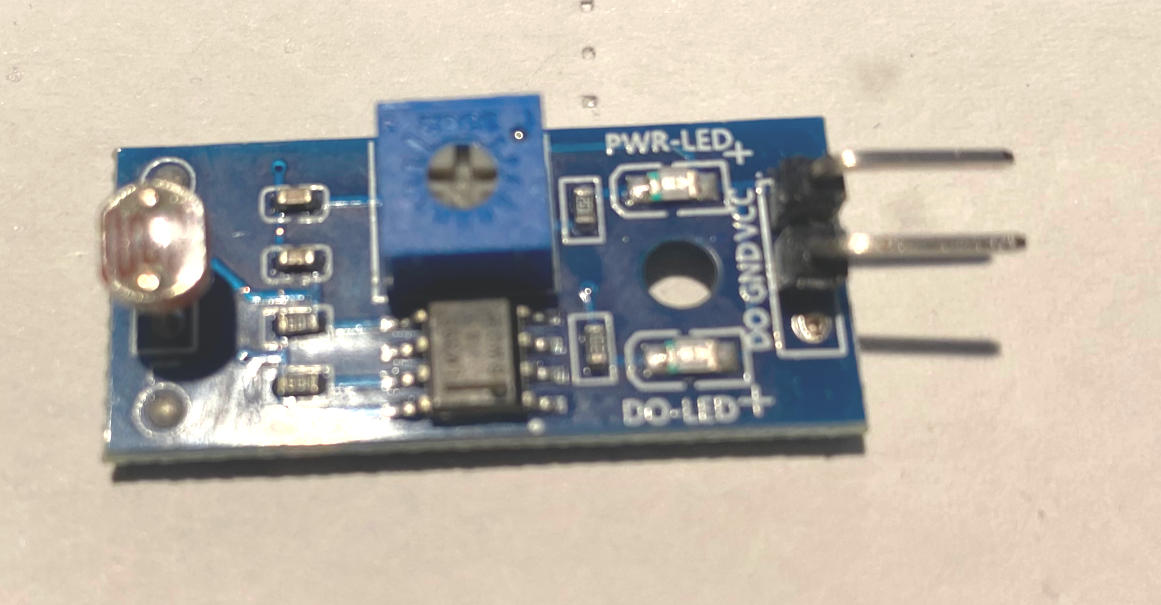 PWR-LED
+
VCC
GND
DO
DO-LED
+